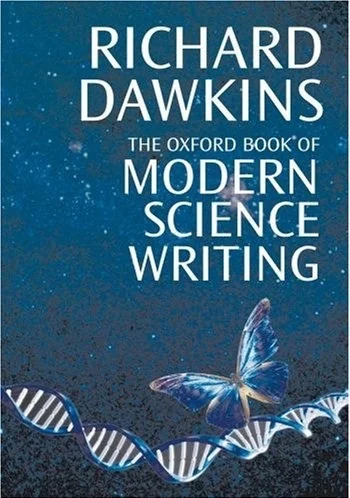 RICHARD
DAWKINS
THE OXFORD BOOK OF
MODERN
SCIENCE
WRITING